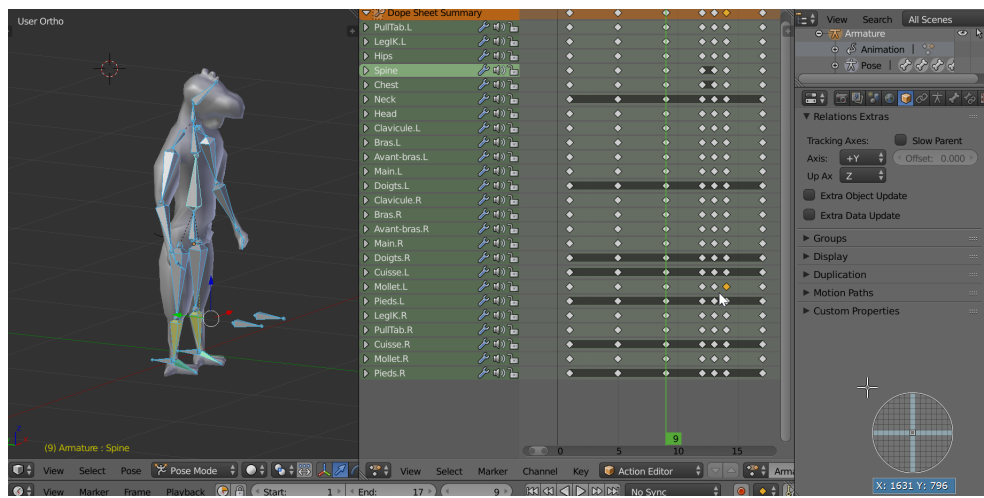 User Ortho
Dope Sheet Summary
PullTab.L
LegIK.L
Hips
Spine
Chest
Neck
Head
Clavicule.L
Bras.L
Avant-bras.L
Main.L
Doigts.L
Clavicule.R
Bras.R
Avant-bras.R
Main.R
Doigts.R
Cuisse.L
Mollet.L
Pieds.L
LegIK.R
PullTab.R
Cuisse.R
Mollet.R
Pieds.R
9
0 5 10 15
View Search All Scenes
Armature
Animation
Pose
Relations Extras
Tracking Axes: Slow Parent
Axis: +Y Offset: 0.000
Up Ax Z
Extra Object Update
Extra Data Update
Groups
Display
Duplication
Motion Paths
Custom Properties
X: 1631 Y: 796
(9) Armature : Spine
View Select Pose Pose Mode
View Select Marker Channel Key Action Editor Arma
View Marker Frame Playback Start: 1 End: 17 9 No Sync